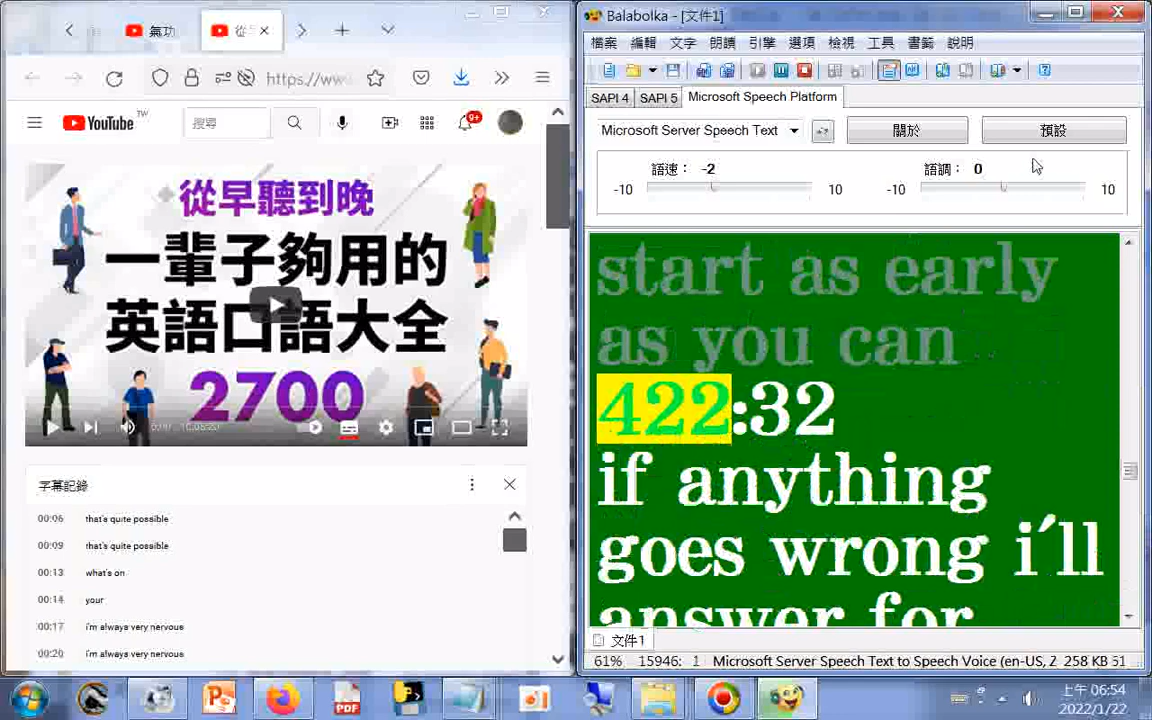 氣功
https://www
YouTube TW
搜尋
9+
從早聽到晚
一輩子夠用的
英語口語大全
2700
字幕記錄
00:06 that's quite possible
00:09 that's quite possible
00:13 what's on
00:14 your
00:17 i'm always very nervous
00:20 i'm always very nervous
Balabolka - [文件1]
檔案 編輯 文字 朗讀 引擎 選項 檢視 工具 書籤 說明
SAPI 4 SAPI 5 Microsoft Speech Platform
Microsoft Server Speech Text 關於 預設
語速： -2 語調： 0
-10 10 -10 10
start as early
as you can
422:32
if anything
goes wrong i´ll
answer for
文件1
61% 15946: 1 Microsoft Server Speech Text to Speech Voice (en-US, Z 258 KB 51
PDF
上午 06:54
2022/1/22